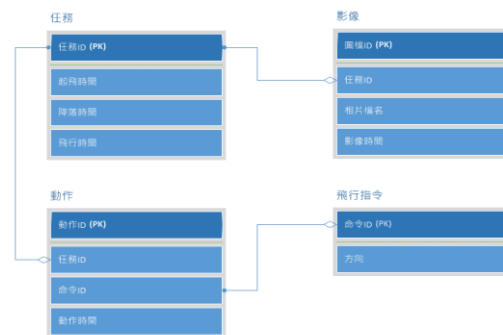 任務
任務ID (PK)
起飛時間
降落時間
飛行時間
影像
圖檔ID (PK)
任務ID
相片檔名
影像時間
動作
動作ID (PK)
任務ID
命令ID
動作時間
飛行指令
命令ID (PK)
方向